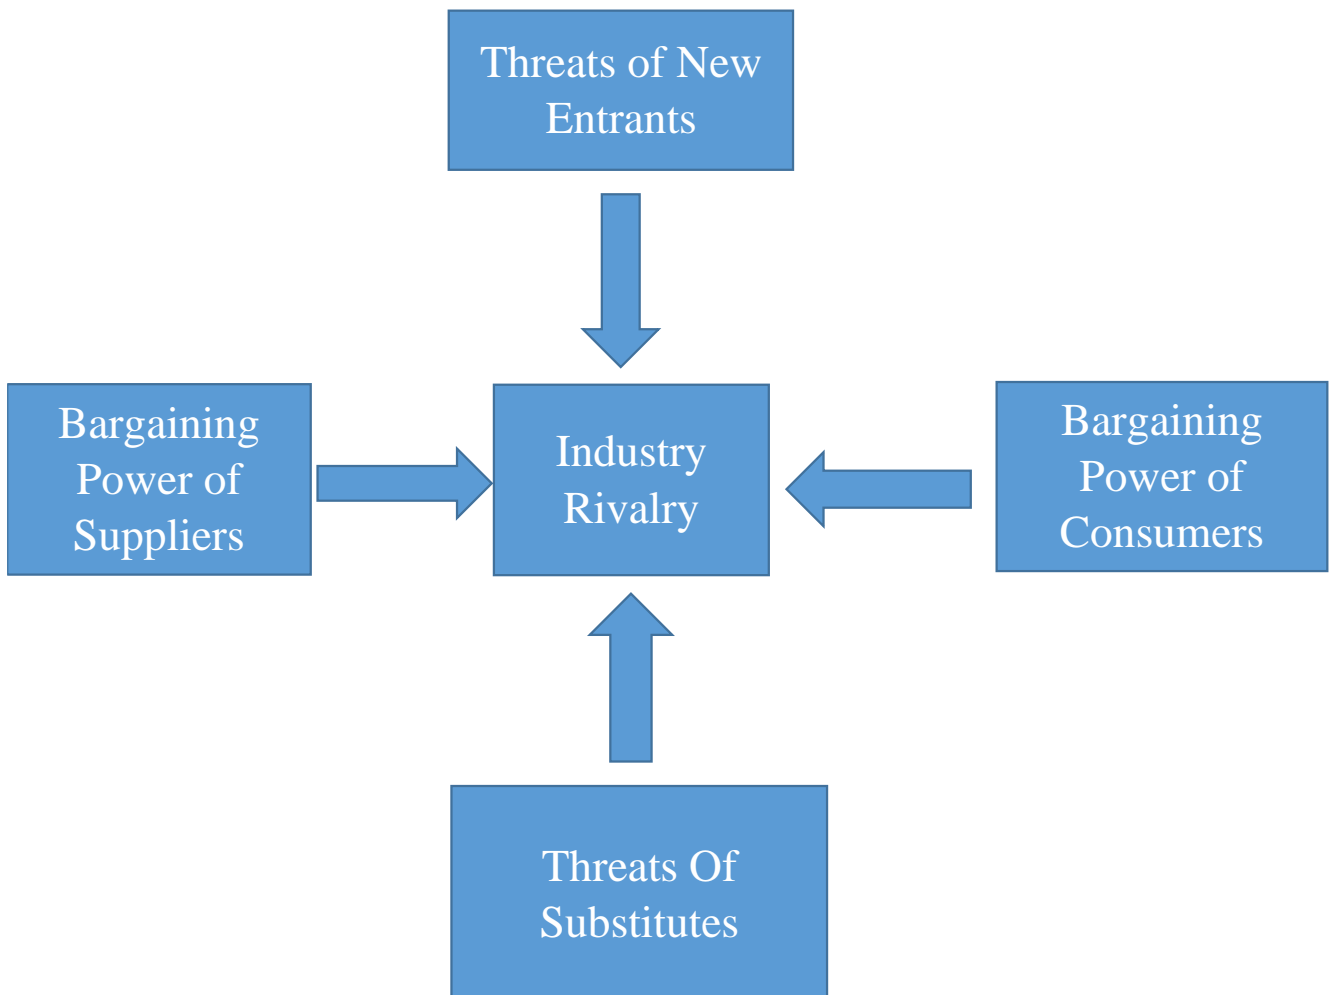 Threats of New
Entrants
Bargaining
Power of
Suppliers
Industry
Rivalry
Bargaining
Power of
Consumers
Threats Of
Substitutes